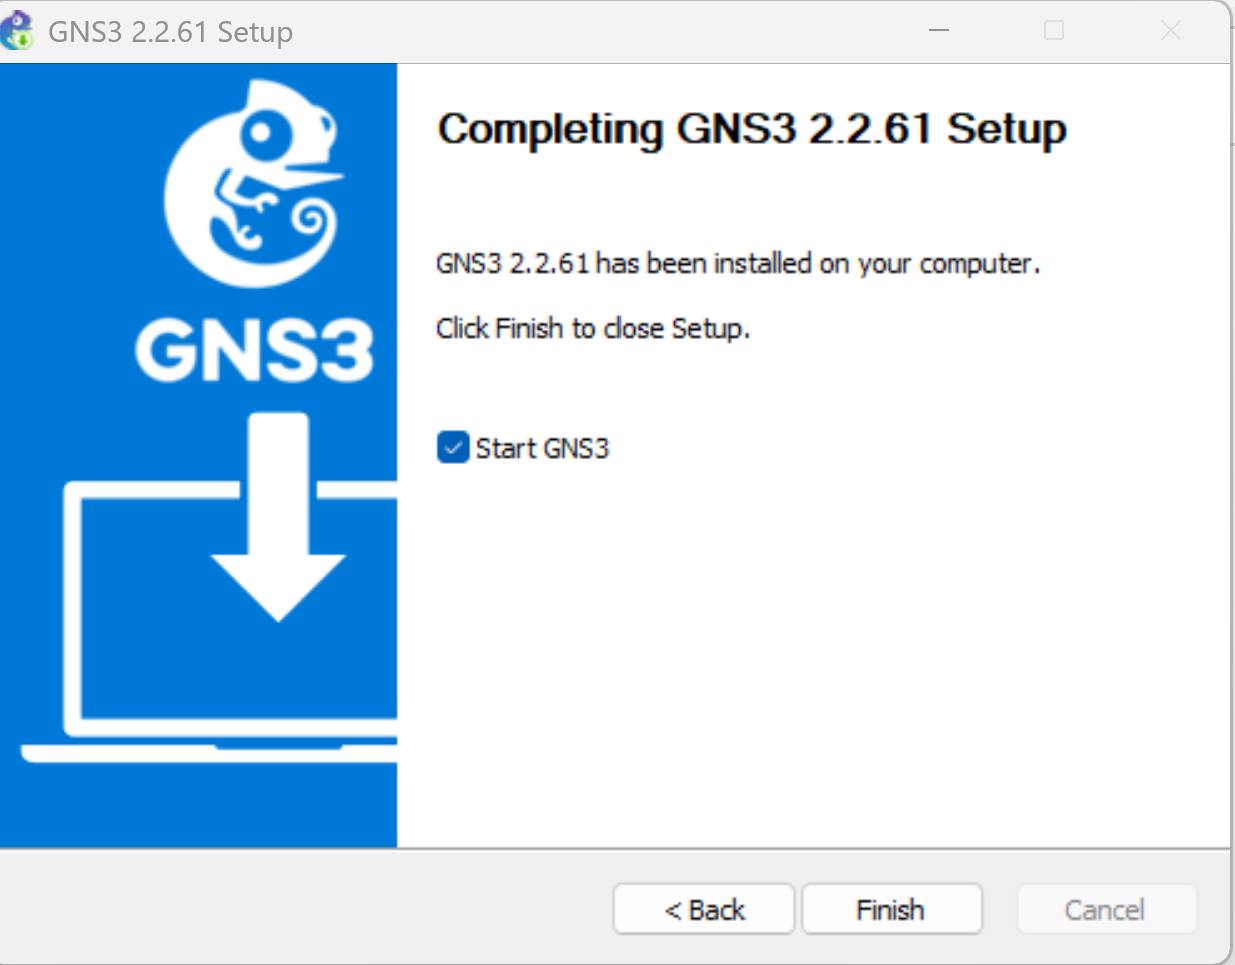 GNS3 2.2.61 Setup
Completing GNS3 2.2.61 Setup
GNS3 2.2.61 has been installed on your computer.
Click Finish to close Setup.
GNS3
Start GNS3
< Back
Finish
Cancel